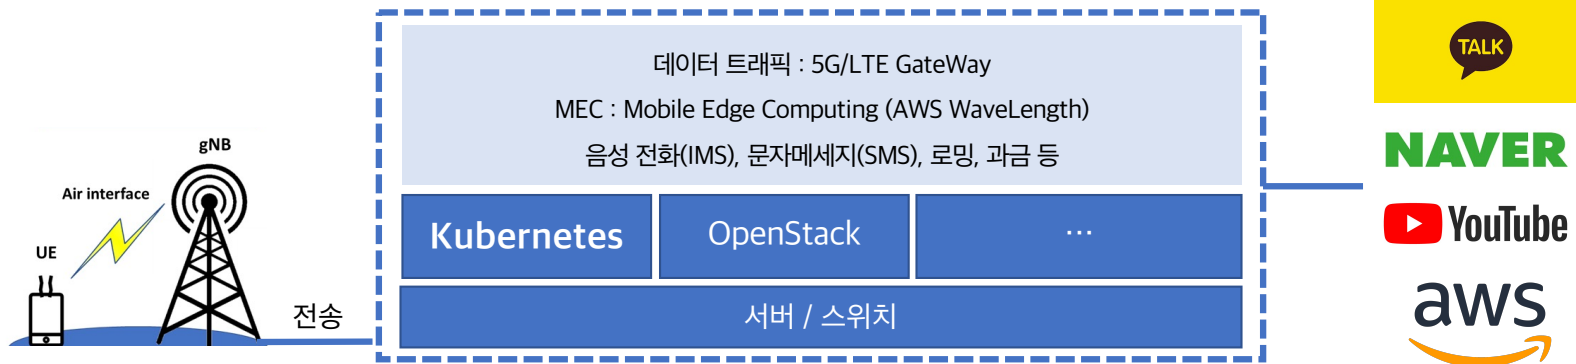 UE
Air interface
gNB
전송
데이터 트래픽 : 5G/LTE GateWay
MEC : Mobile Edge Computing (AWS WaveLength)
음성 전화(IMS), 문자메세지(SMS), 로밍, 과금 등
Kubernetes
OpenStack
...
서버 / 스위치
TALK
NAVER
YouTube
aws